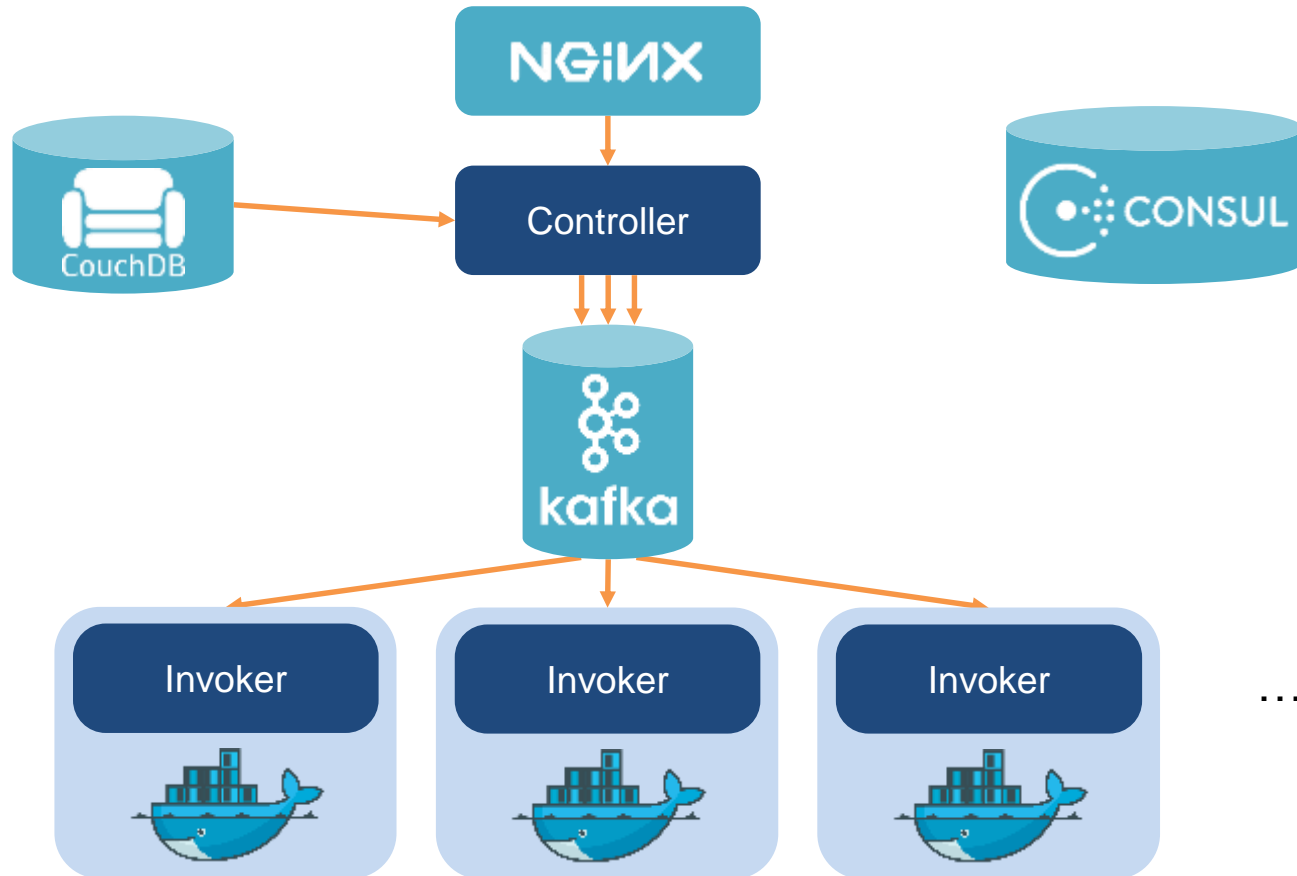 NGINX
CouchDB
Controller
CONSUL
kafka
Invoker
Invoker
Invoker
...